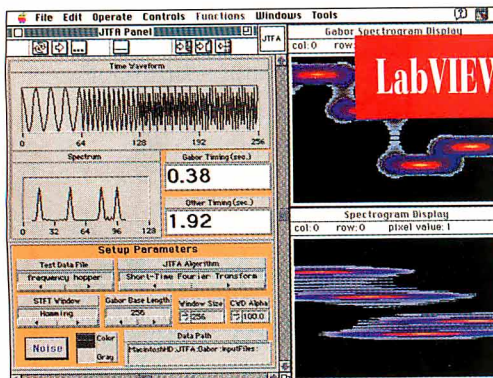 File Edit Operate Controls Functions Windows Tools
JTFA Panel
JTFA
Time Waveform
0 64 128 192 256
Spectrum
0 32 64 96 128
Gabor Timing (sec.)
0.38
Other Timing (sec.)
1.92
Setup Parameters
Test Data File
frequency hopper
JTFA Algorithm
Short-Time Fourier Transform
STFT Window
Hamming
Gabor Base Length
256
Window Size
256
CWD Alpha
100.0
Noise
Color
Gray
Data Path
MacintoshHD:JTFA:Gabor:InputFiles:
Gabor Spectrogram Display
col:0 row:
LabVIEW
Spectrogram Display
col:0 row:0 pixel value:1